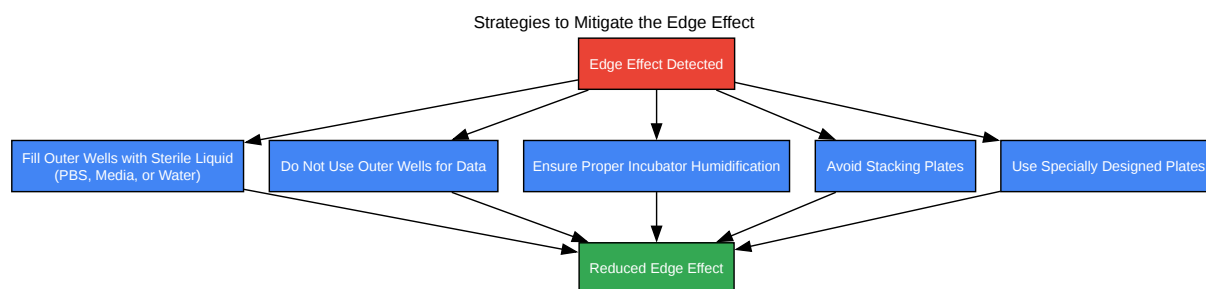 Strategies to Mitigate the Edge Effect
Edge Effect Detected
Fill Outer Wells with Sterile Liquid
(PBS, Media, or Water)
Do Not Use Outer Wells for Data
Ensure Proper Incubator Humidification
Avoid Stacking Plates
Use Specially Designed Plates
Reduced Edge Effect